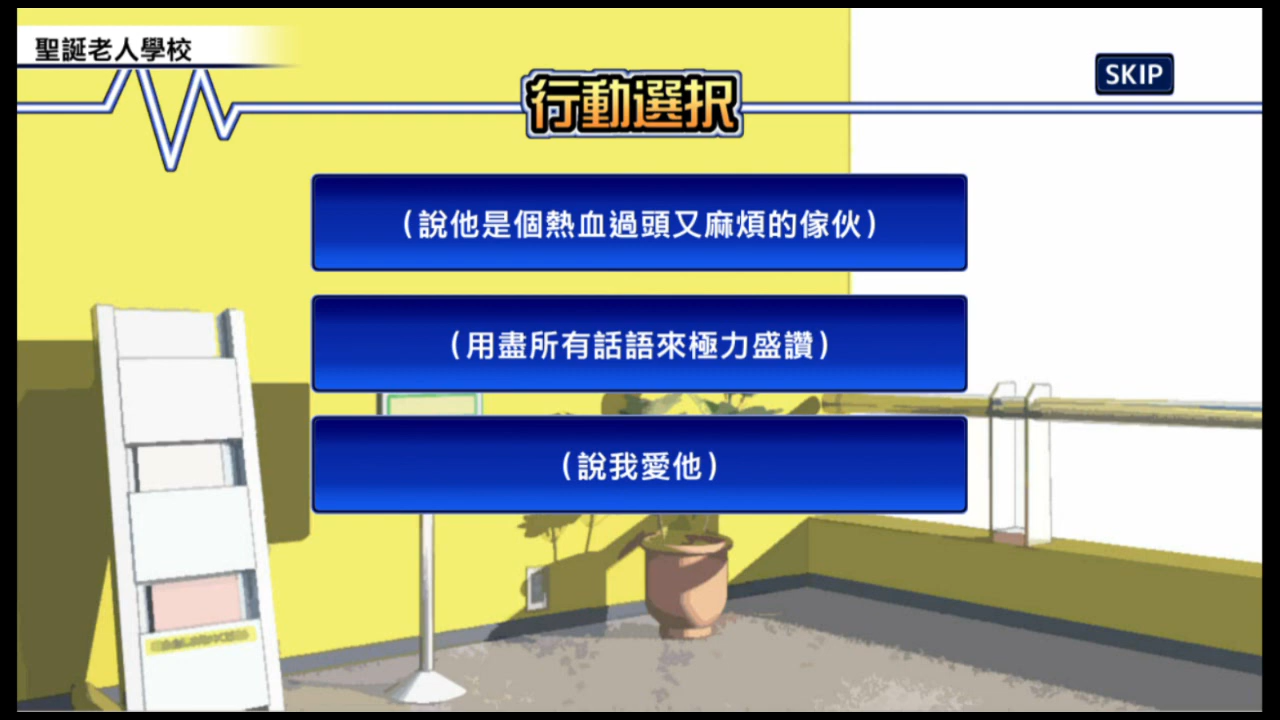 聖誕老人學校
行動選択
SKIP
（說他是個熱血過頭又麻煩的傢伙）
（用盡所有話語來極力盛讚）
（說我愛他）